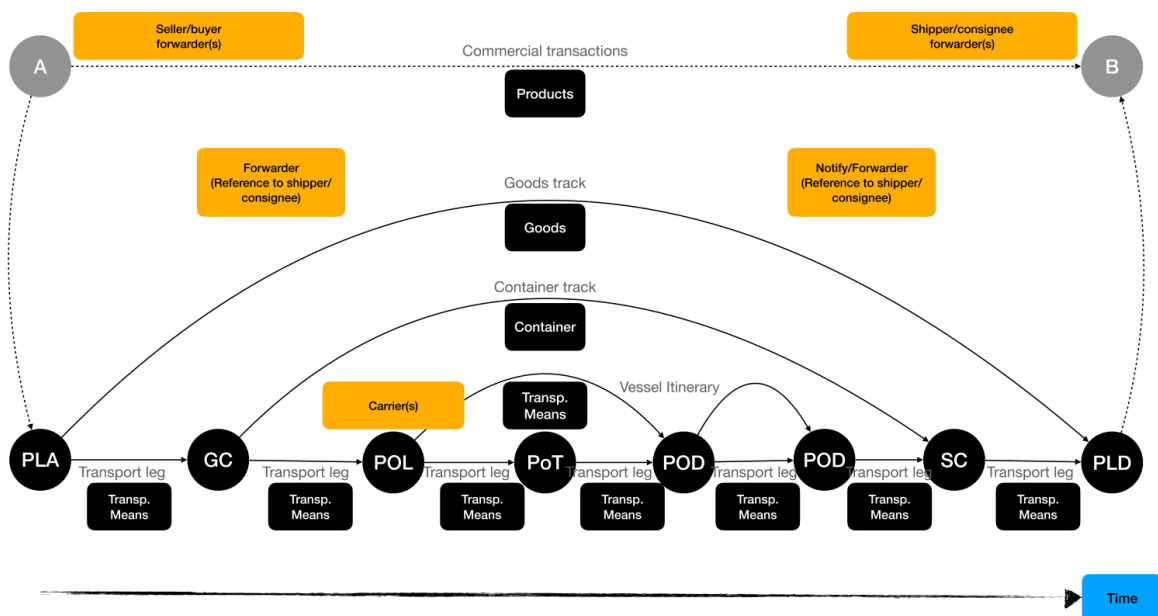 Seller/buyer
forwarder(s)
Shipper/consignee
forwarder(s)
A
Commercial transactions
B
Products
Forwarder
(Reference to shipper/
consignee)
Notify/Forwarder
(Reference to shipper/
consignee)
Goods track
Goods
Container track
Container
Carrier(s)
Transp.
Means
Vessel Itinerary
PLA
GC
POL
PoT
POD
POD
SC
PLD
Transport leg
Transport leg
Transport leg
Transport leg
Transport leg
Transport leg
Transport leg
Transp.
Means
Transp.
Means
Transp.
Means
Transp.
Means
Transp.
Means
Transp.
Means
Transp.
Means
Time